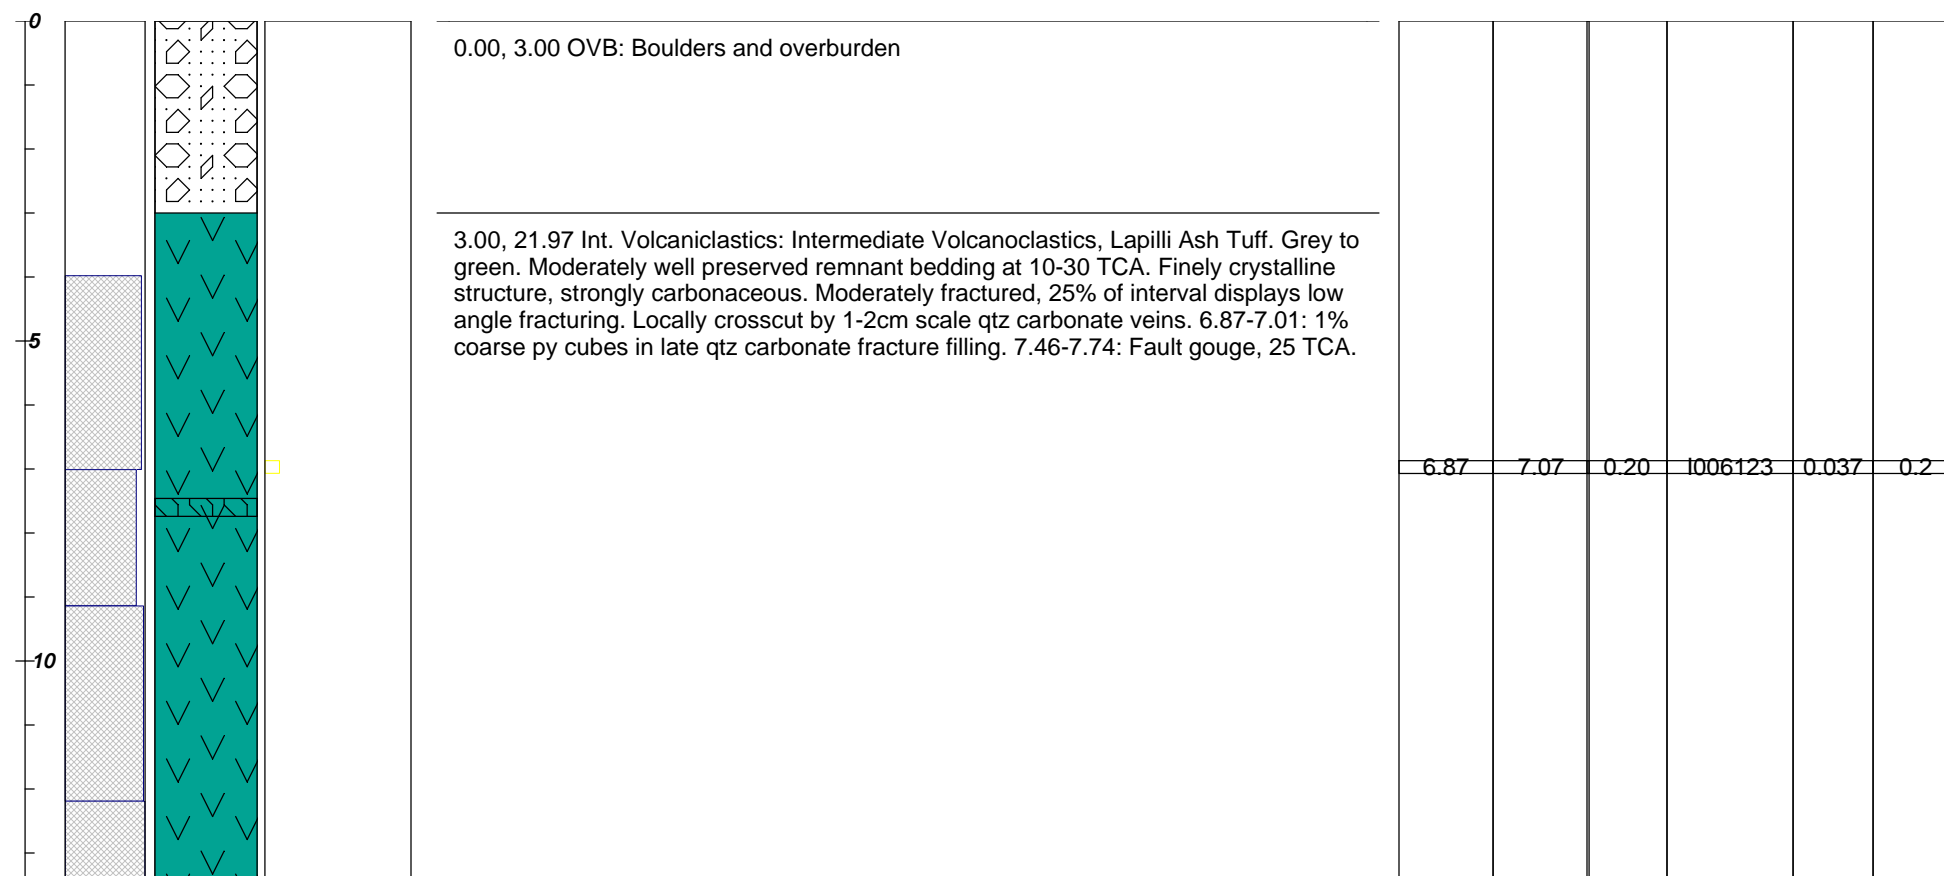 0
0.00, 3.00 OVB: Boulders and overburden
3.00, 21.97 Int. Volcaniclastics: Intermediate Volcanoclastics, Lapilli Ash Tuff. Grey to
green. Moderately well preserved remnant bedding at 10-30 TCA. Finely crystalline
structure, strongly carbonaceous. Moderately fractured, 25% of interval displays low
angle fracturing. Locally crosscut by 1-2cm scale qtz carbonate veins. 6.87-7.01: 1%
coarse py cubes in late qtz carbonate fracture filling. 7.46-7.74: Fault gouge, 25 TCA.
5
6.87 7.07 0.20 I006123 0.037 0.2
10